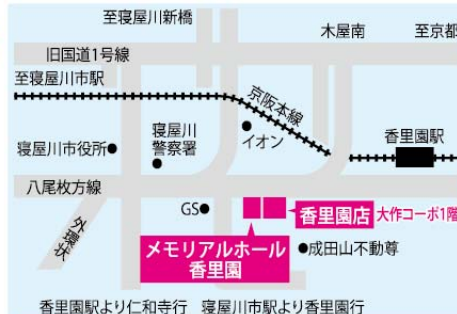 至寝屋川新橋
木屋南
至京都
旧国道1号線
至寝屋川市駅
京阪本線
香里園駅
寝屋川市役所
寝屋川
警察署
イオン
八尾枚方線
GS
香里園店 大作コーポ1階
外環状
メモリアルホール
香里園
成田山不動尊
香里園駅より仁和寺行 寝屋川市駅より香里園行